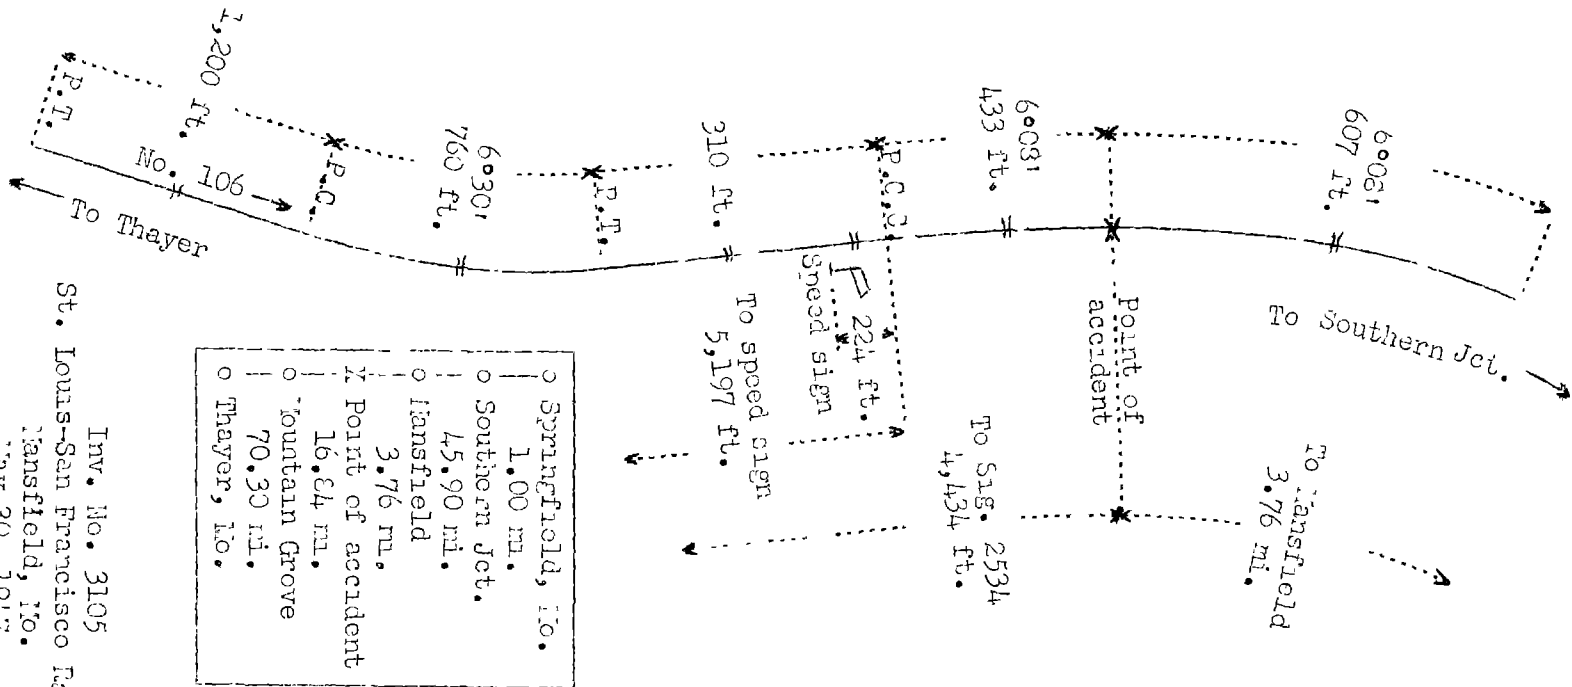 1,200 ft.
P.T.
No. 106
To Thayer
P.C.
6°30'
760 ft.
P.T.
310 ft.
P.C.C.
6°03'
433 ft.
6°08'
607 ft.
To Southern Jct.
Point of
accident
224 ft.
Speed sign
To speed sign
5,197 ft.
To Sig. 2534
4,434 ft.
To Mansfield
3.76 mi.
Springfield, Mo.
1.00 mi.
Southern Jct.
45.90 mi.
Mansfield
3.76 mi.
X Point of accident
16.84 mi.
Mountain Grove
70.30 mi.
Thayer, Mo.
Inv. No. 3105
St. Louis-San Francisco
Mansfield, Mo.